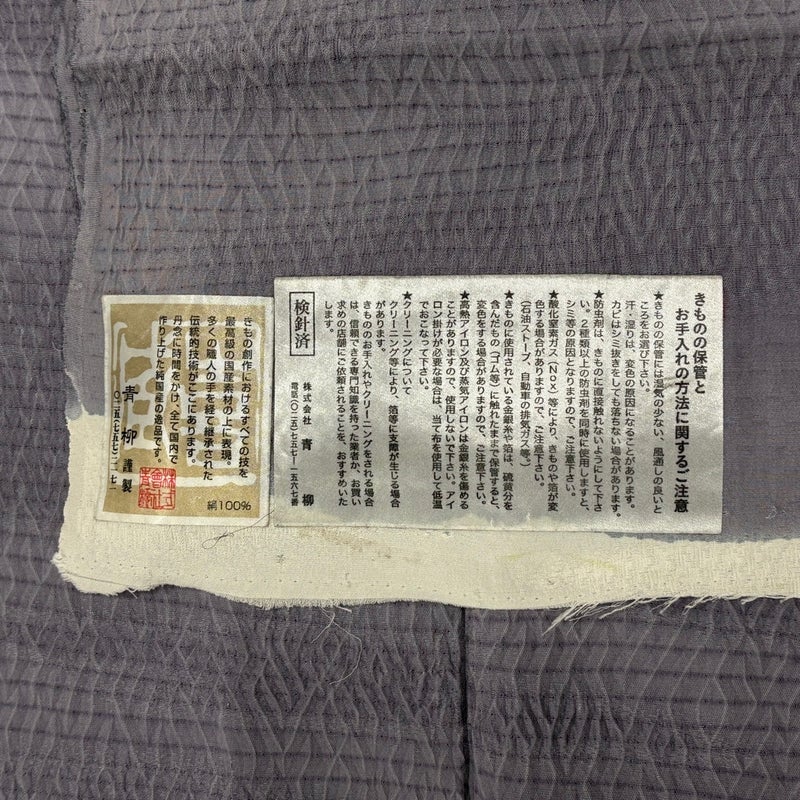 きものの保管と
お手入れの方法に関するご注意
★きものの保管には湿気の少ない、風通しの良いと
ころをお選び下さい。
汗・湿りは、変色の原因になることがあります。
カビはシミ抜きをしても落ちない場合があります。
★防虫剤は、きものに直接触れないようにして下さ
い。2種類以上の防虫剤を同時に使用しますと、
シミ等の原因となりますので、ご注意下さい。
★酸化窒素ガス(NOx)等により、きものや箔が変
色する場合がありますので、ご注意下さい。
(石油ストーブ、自動車の排気ガス等。)
★きものに使用されている金銀糸や箔は、硫黄分を
含んだもの(ゴム等)に触れたままで保管すると、
変色をする場合がありますので、ご注意下さい。
★高熱アイロン及び蒸気アイロンは金銀糸を傷める
ことがありますので、使用しないで下さい。アイ
ロン掛けが必要な場合は、当て布を使用して低温
でおこなって下さい。
★クリーニングについて
クリーニング等により、箔等に支障が生じる場合
があります。
きもののお手入れやクリーニングをされる場合
は、信頼できる専門知識を持った業者か、お買い
求めの店舗にご依頼されることを、おすすめいた
します。
検針済
株式会社 青柳
電話(〇二五)七五七-一五六七番
きもの創作におけるすべての技を
最高級の国産素材の上に表現。
多くの職人の手を経て継承された
伝統的技術がここにあります。
丹念に時間をかけ、全て国内で
作り上げた純国産の逸品です。
青柳謹製
絹100%